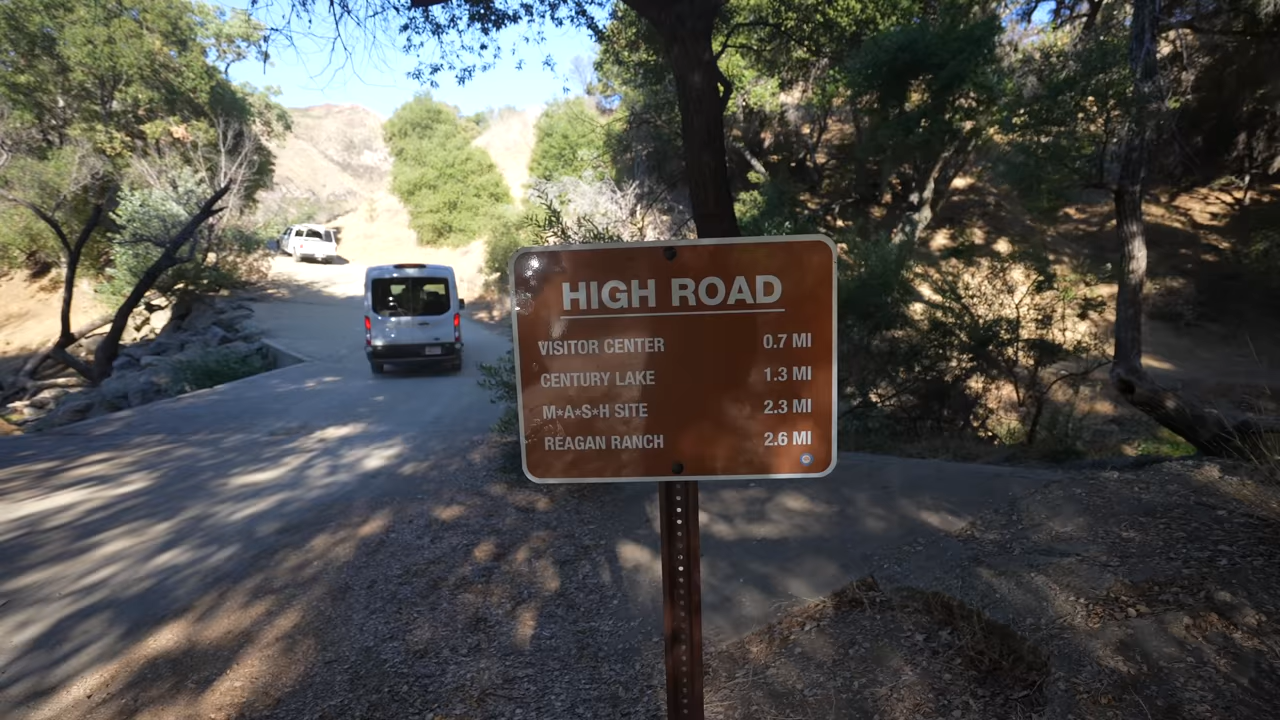 HIGH ROAD
VISITOR CENTER 0.7 MI
CENTURY LAKE 1.3 MI
M*A*S*H SITE 2.3 MI
REAGAN RANCH 2.6 MI